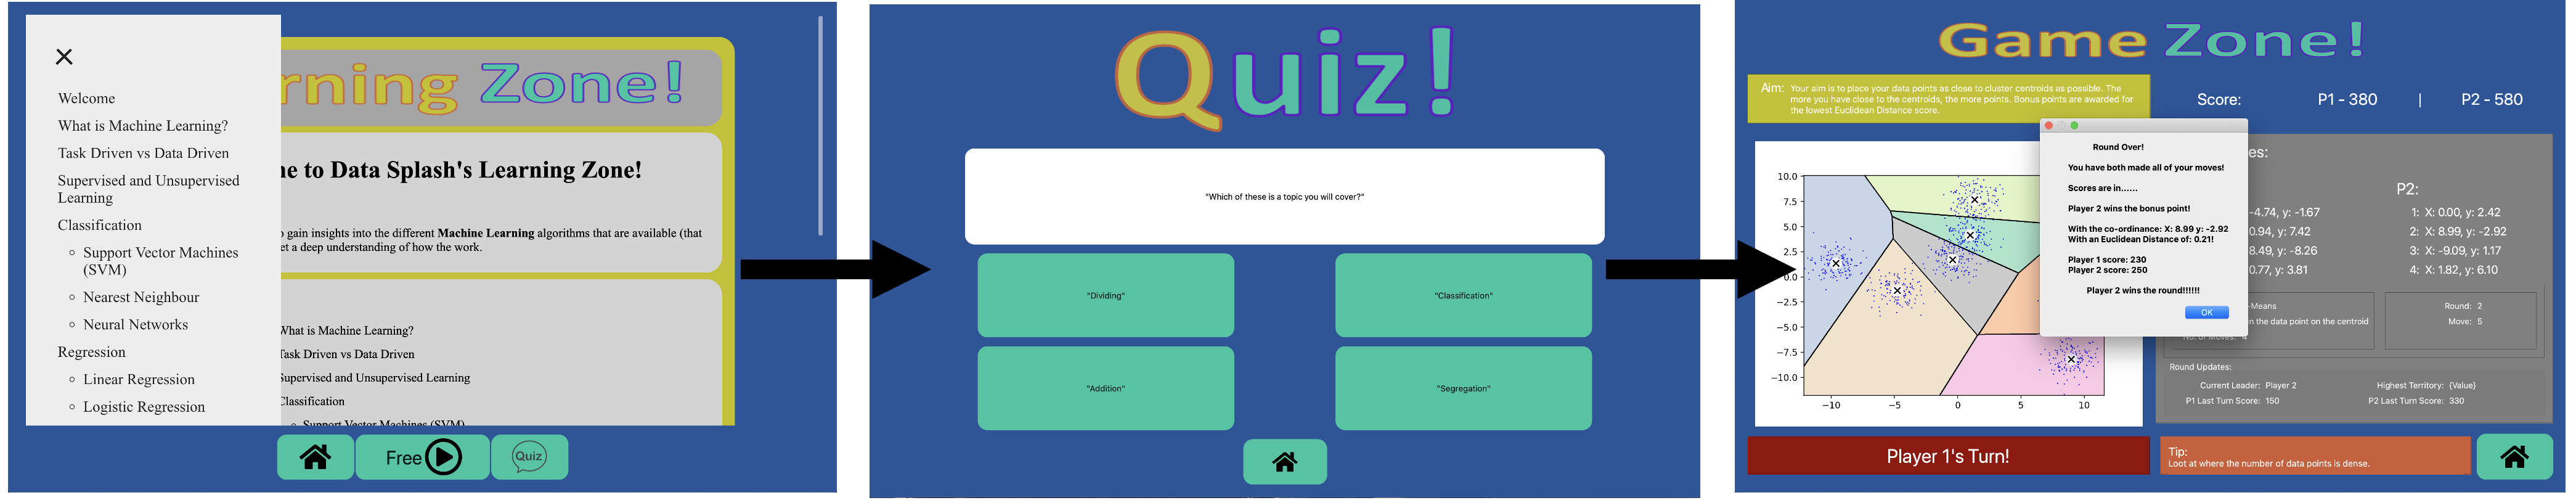 Welcome
What is Machine Learning?
Task Driven vs Data Driven
Supervised and Unsupervised
Learning
Classification
Support Vector Machines
(SVM)
Nearest Neighbour
Neural Networks
Regression
Linear Regression
Logistic Regression
rning Zone!
ne to Data Splash's Learning Zone!
gain insights into the different Machine Learning algorithms that are available (that
et a deep understanding of how the work.
What is Machine Learning?
Task Driven vs Data Driven
Supervised and Unsupervised Learning
Classification
Support Vector Machines (SVM)
Free
Quiz
Quiz!
"Which of these is a topic you will cover?"
"Dividing"
"Classification"
"Addition"
"Segregation"
Game Zone!
Aim: Your aim is to place your data points as close to cluster centroids as possible. The
more you have close to the centroids, the more points. Bonus points are awarded for
the lowest Euclidean Distance score.
Score: P1 - 380 | P2 - 580
10.0
7.5
5.0
2.5
0.0
−2.5
−5.0
−7.5
−10.0
−10 −5 0 5 10
Round Over!
You have both made all of your moves!
Scores are in......
Player 2 wins the bonus point!
With the co-ordinance: X: 8.99 y: -2.92
With an Euclidean Distance of: 0.21!
Player 1 score: 230
Player 2 score: 250
Player 2 wins the round!!!!!!
OK
es:
P2:
-4.74, y: -1.67
1: X: 0.00, y: 2.42
0.94, y: 7.42
2: X: 8.99, y: -2.92
8.49, y: -8.26
3: X: -9.09, y: 1.17
0.77, y: 3.81
4: X: 1.82, y: 6.10
-Means
n the data point on the centroid
No. of Moves: 4
Round: 2
Move: 5
Round Updates:
Current Leader: Player 2
Highest Territory: {Value}
P1 Last Turn Score: 150
P2 Last Turn Score: 330
Player 1's Turn!
Tip:
Loot at where the number of data points is dense.